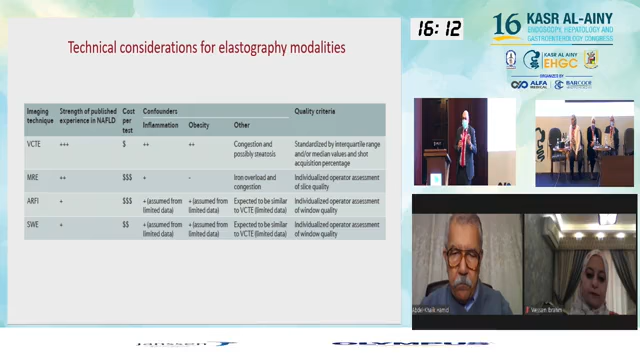 Technical considerations for elastography modalities
16:12
16 KASR AL-AINY
ENDOSCOPE, HEPATOLOGY AND
GASTROENTEROLOGY CONGRESS
KASR AL AINY
EHGC
ORGANIZED BY
ALFA MEDICAL
Imaging technique | Strength of published experience in NAFLD | Cost per test | Confounders | Quality criteria
Inflammation | Obesity | Other
VCTE | +++ | $ | ++ | ++ | Congestion and possibly steatosis | Standardized by interquartile range and/or median values and shot acquisition percentage
MRE | ++ | $$$ | + | - | Iron overload and congestion | Individualized operator assessment of slice quality
ARFI | + | $$$ | + (assumed from limited data) | + (assumed from limited data) | Expected to be similar to VCTE (limited data) | Individualized operator assessment of window quality
SWE | + | $$ | + (assumed from limited data) | + (assumed from limited data) | Expected to be similar to VCTE (limited data) | Individualized operator assessment of window quality
Janssen
OLYMPUS